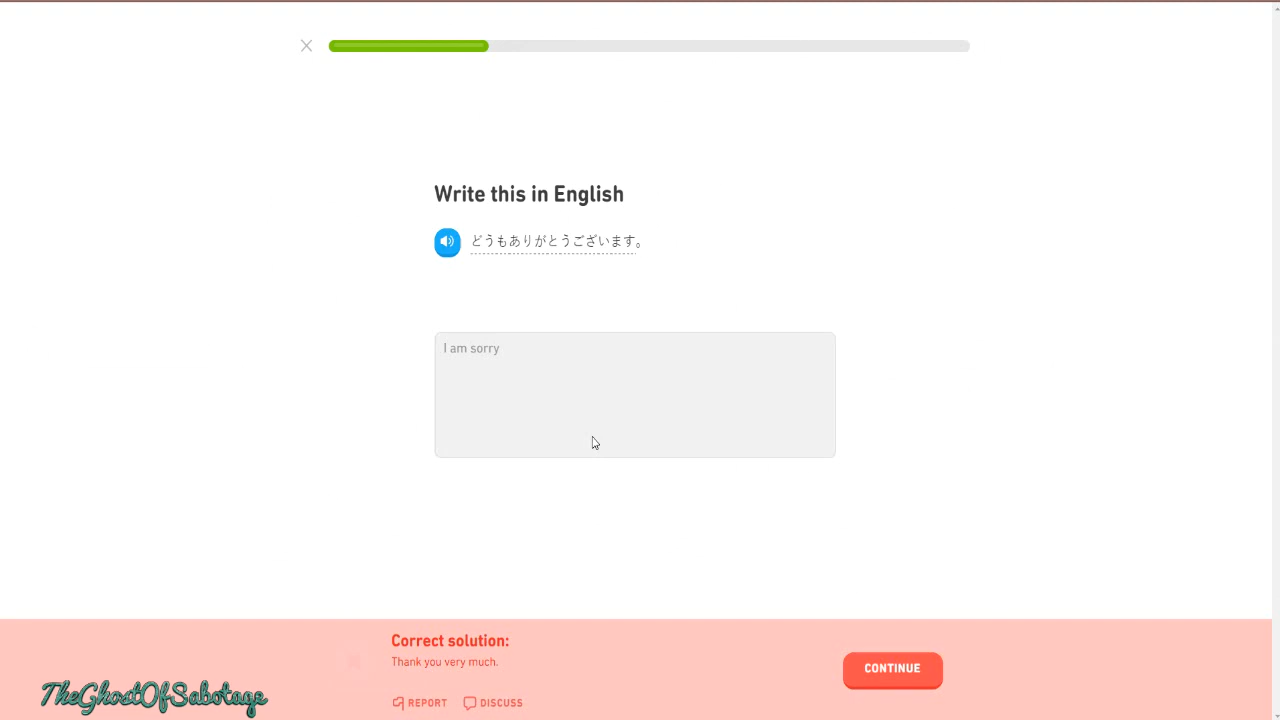 Write this in English
どうもありがとうございます。
I am sorry
Correct solution:
Thank you very much.
CONTINUE
REPORT
DISCUSS
TheGhostOfSabotage